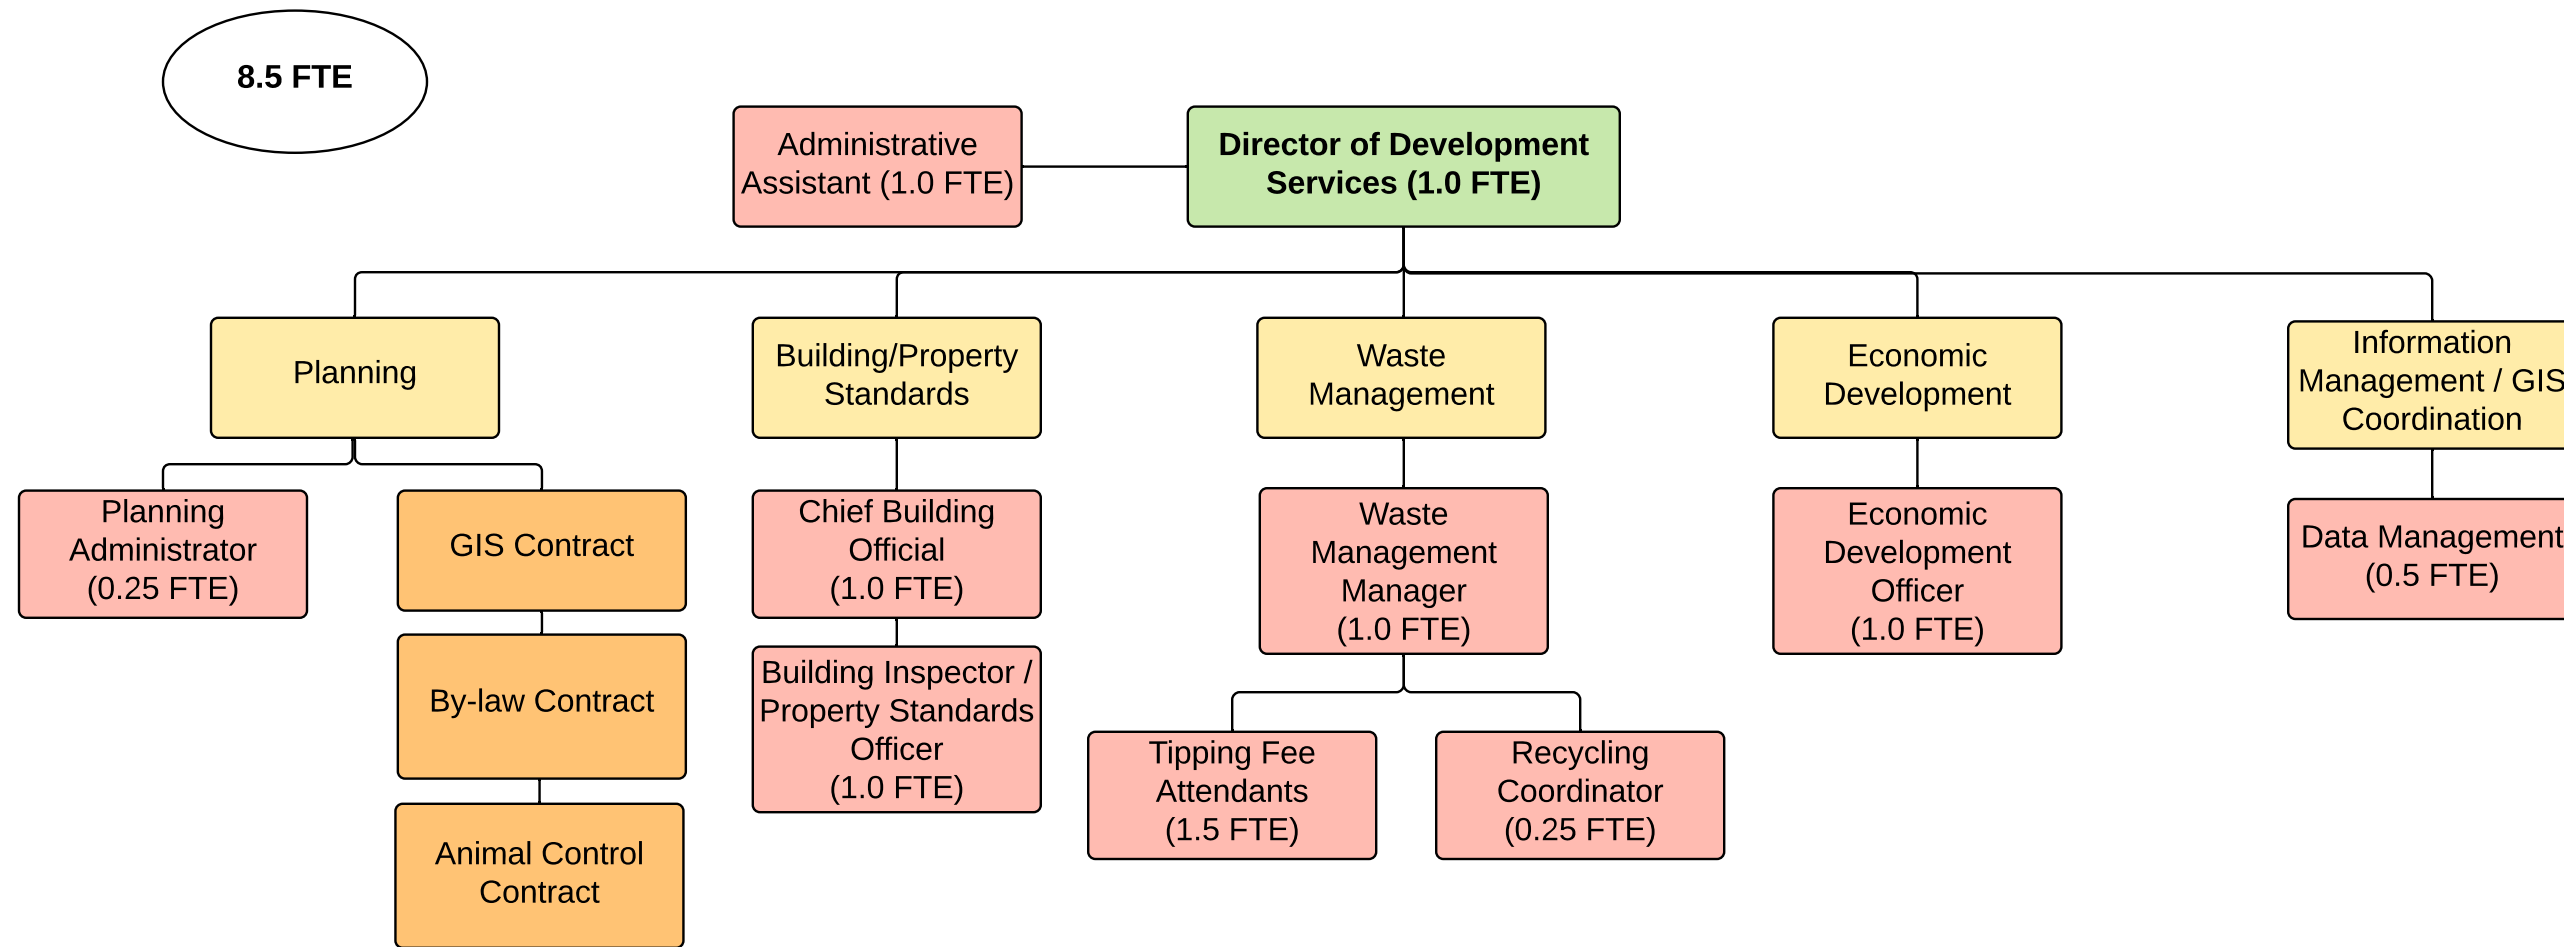 8.5 FTE
Administrative
Assistant (1.0 FTE)
Director of Development
Services (1.0 FTE)
Planning
Building/Property
Standards
Waste
Management
Economic
Development
Information
Management / GIS
Coordination
Planning
Administrator
(0.25 FTE)
GIS Contract
Chief Building
Official
(1.0 FTE)
Waste
Management
Manager
(1.0 FTE)
Economic
Development
Officer
(1.0 FTE)
Data Management
(0.5 FTE)
By-law Contract
Building Inspector /
Property Standards
Officer
(1.0 FTE)
Tipping Fee
Attendants
(1.5 FTE)
Recycling
Coordinator
(0.25 FTE)
Animal Control
Contract